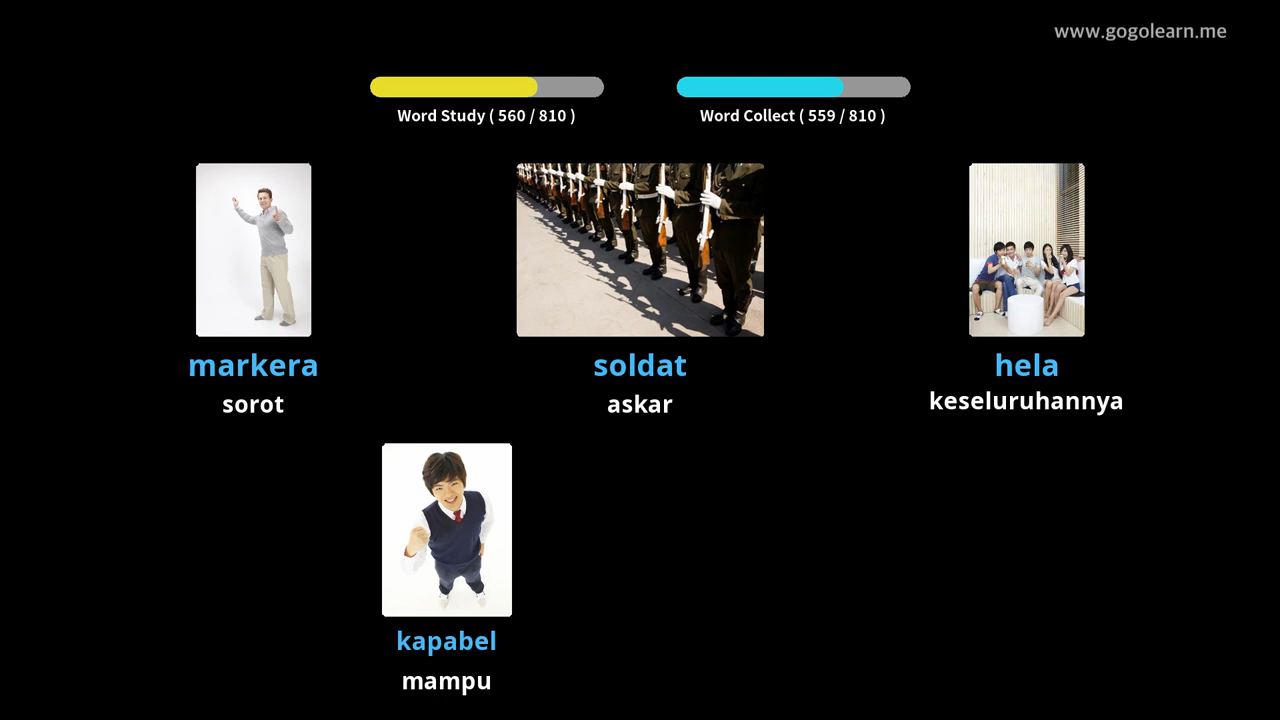 www.gogolearn.me
Word Study ( 560 / 810 )
Word Collect ( 559 / 810 )
markera
sorot
soldat
askar
hela
keseluruhannya
kapabel
mampu